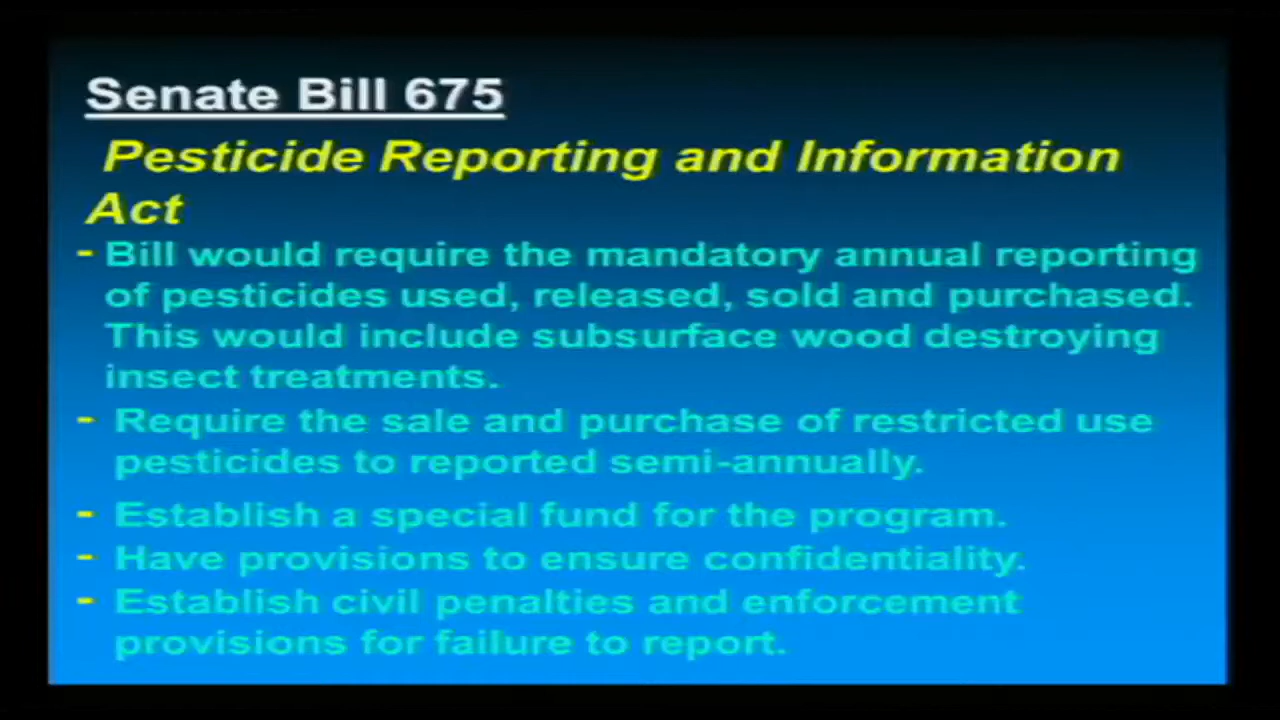 Senate Bill 675
Pesticide Reporting and Information
Act
- Bill would require the mandatory annual reporting
of pesticides used, released, sold and purchased.
This would include subsurface wood destroying
insect treatments.
- Require the sale and purchase of restricted use
pesticides to reported semi-annually.
- Establish a special fund for the program.
- Have provisions to ensure confidentiality.
- Establish civil penalties and enforcement
provisions for failure to report.